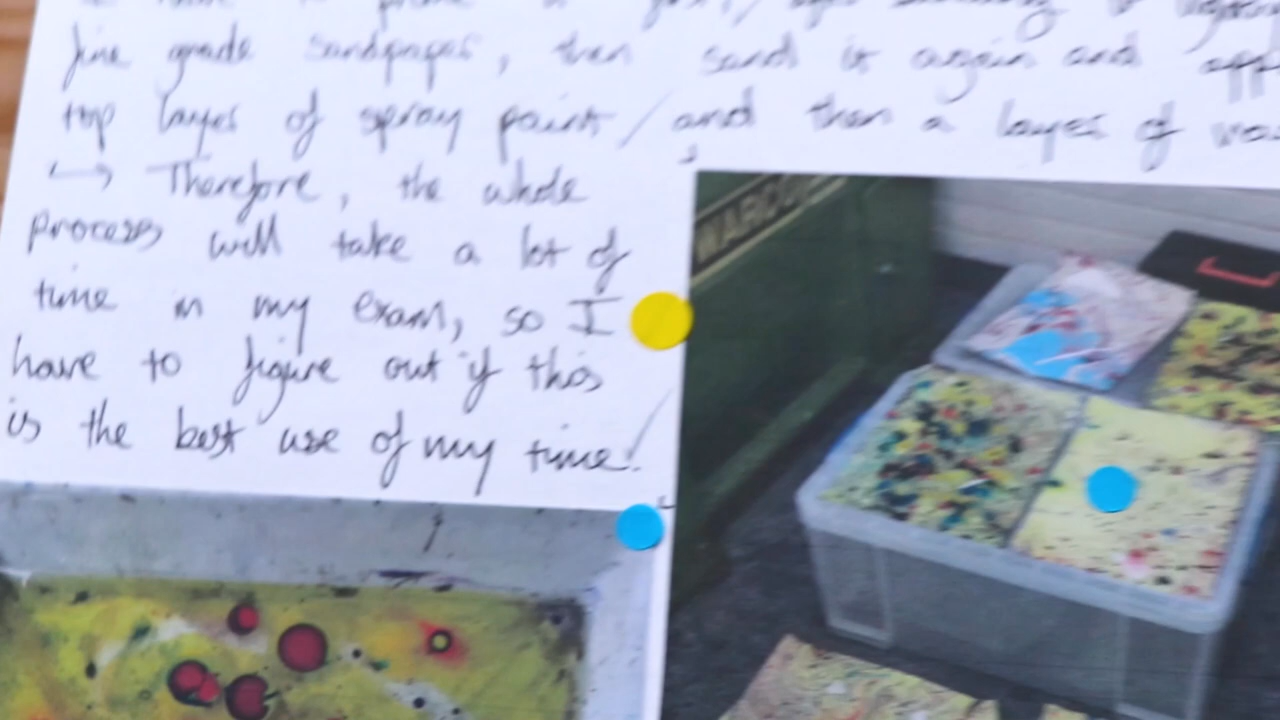 fine grade sandpaper, then sand it again and
top layer of spray paint / and then a layer of
↳ Therefore, the whole
process will take a lot of
time in my exam, so I
have to figure out if this
is the best use of my time.